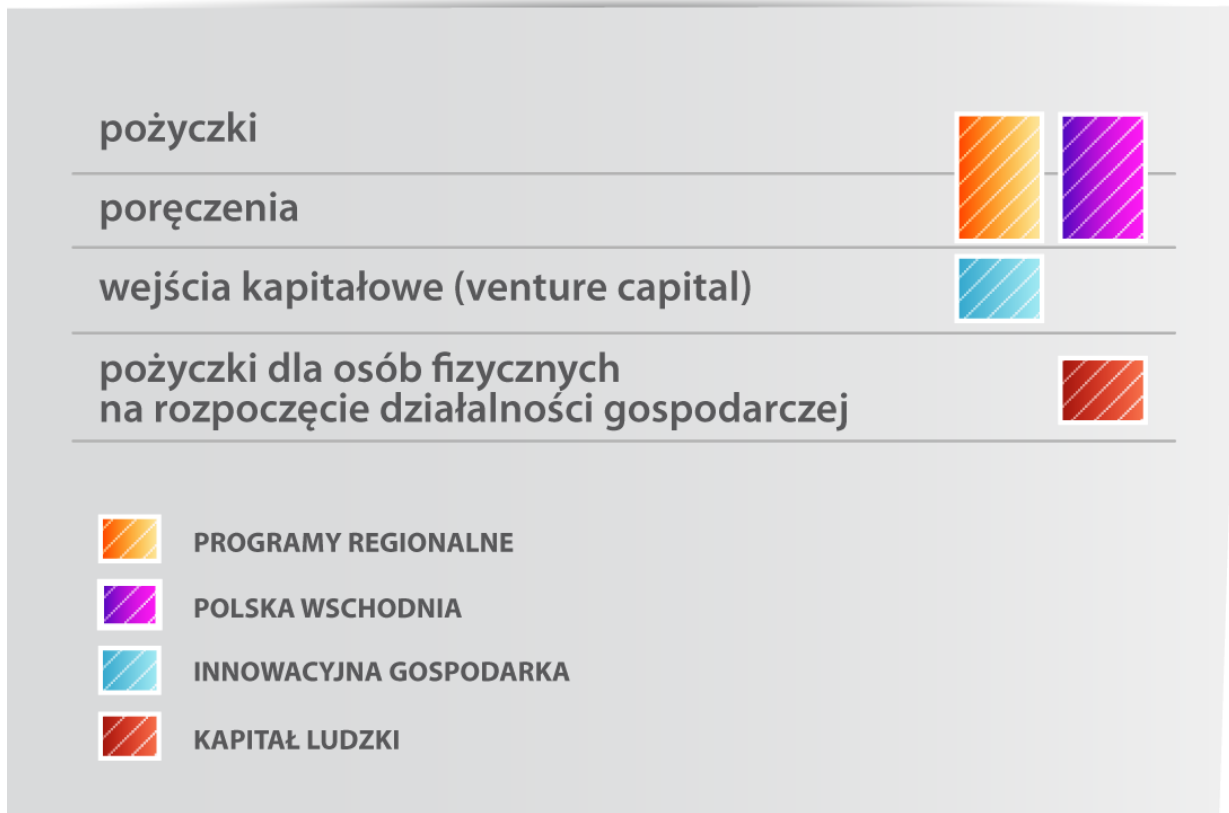 pożyczki
poręczenia
wejścia kapitałowe (venture capital)
pożyczki dla osób fizycznych
na rozpoczęcie działalności gospodarczej
PROGRAMY REGIONALNE
POLSKA WSCHODNIA
INNOWACYJNA GOSPODARKA
KAPITAŁ LUDZKI